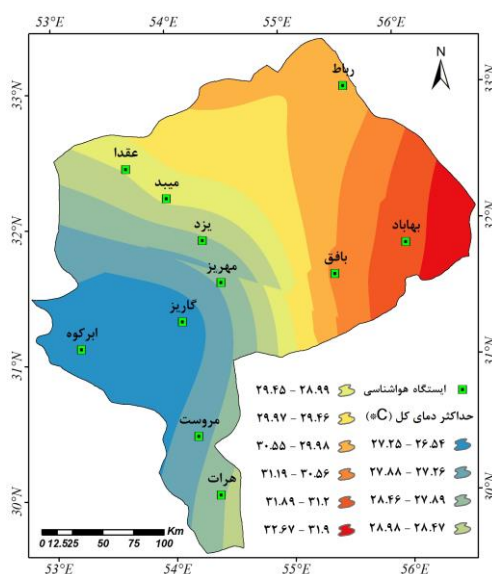 53°E 54°E 55°E 56°E
N
33°N 33°N
رباط
عقدا
میبد
32°N 32°N
یزد
بهاباد
بافق
مهریز
گاریز
ابرکوه
31°N 31°N
مروست
هرات
30°N 30°N
ایستگاه هواشناسی ۲۸.۹۹ - ۲۹.۴۵
حداکثر دمای کل (C°) ۲۹.۴۶ - ۲۹.۹۷
۲۶.۵۴ - ۲۷.۲۵ ۲۹.۹۸ - ۳۰.۵۵
۲۷.۲۶ - ۲۷.۸۸ ۳۰.۵۶ - ۳۱.۱۹
۲۷.۸۹ - ۲۸.۴۶ ۳۱.۲ - ۳۱.۸۹
۲۸.۴۷ - ۲۸.۹۸ ۳۱.۹ - ۳۲.۶۷
0 12.525 50 75 100
Km
53°E 54°E 55°E 56°E